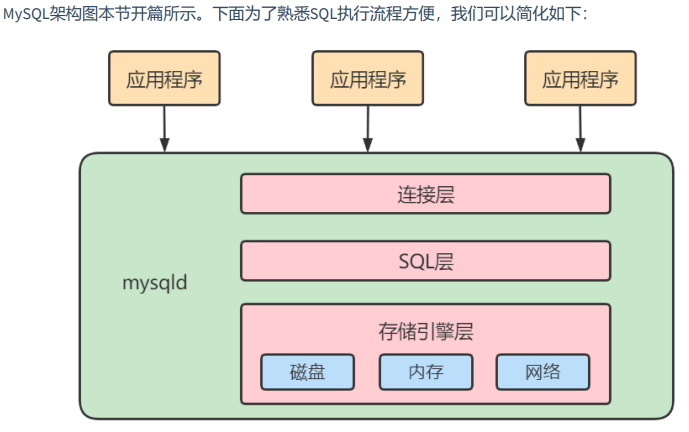 MySQL架构图本节开篇所示。下面为了熟悉SQL执行流程方便，我们可以简化如下：
应用程序 应用程序 应用程序
连接层
SQL层
mysqld
存储引擎层
磁盘 内存 网络